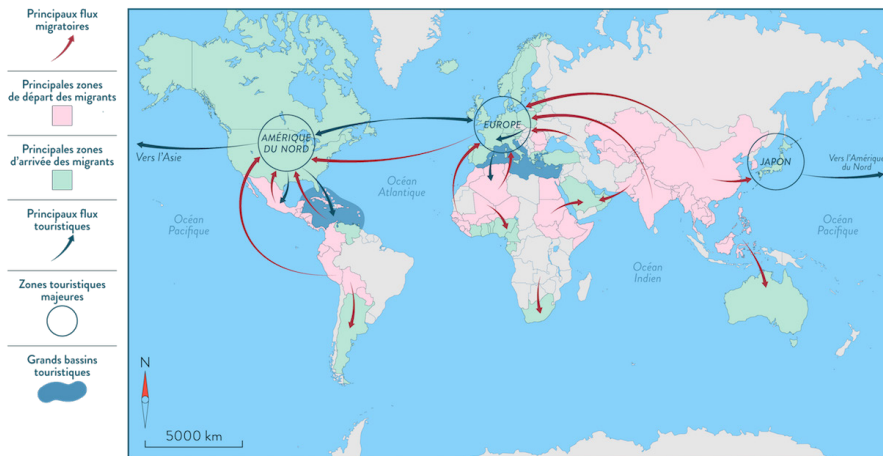 Principaux flux
migratoires
Principales zones
de départ des migrants
Principales zones
d'arrivée des migrants
Principaux flux
touristiques
Zones touristiques
majeures
Grands bassins
touristiques
N
5000 km
AMÉRIQUE
DU NORD
EUROPE
JAPON
Vers l'Asie
Vers l'Amérique
du Nord
Océan
Atlantique
Océan
Pacifique
Océan
Indien
Océan
Pacifique